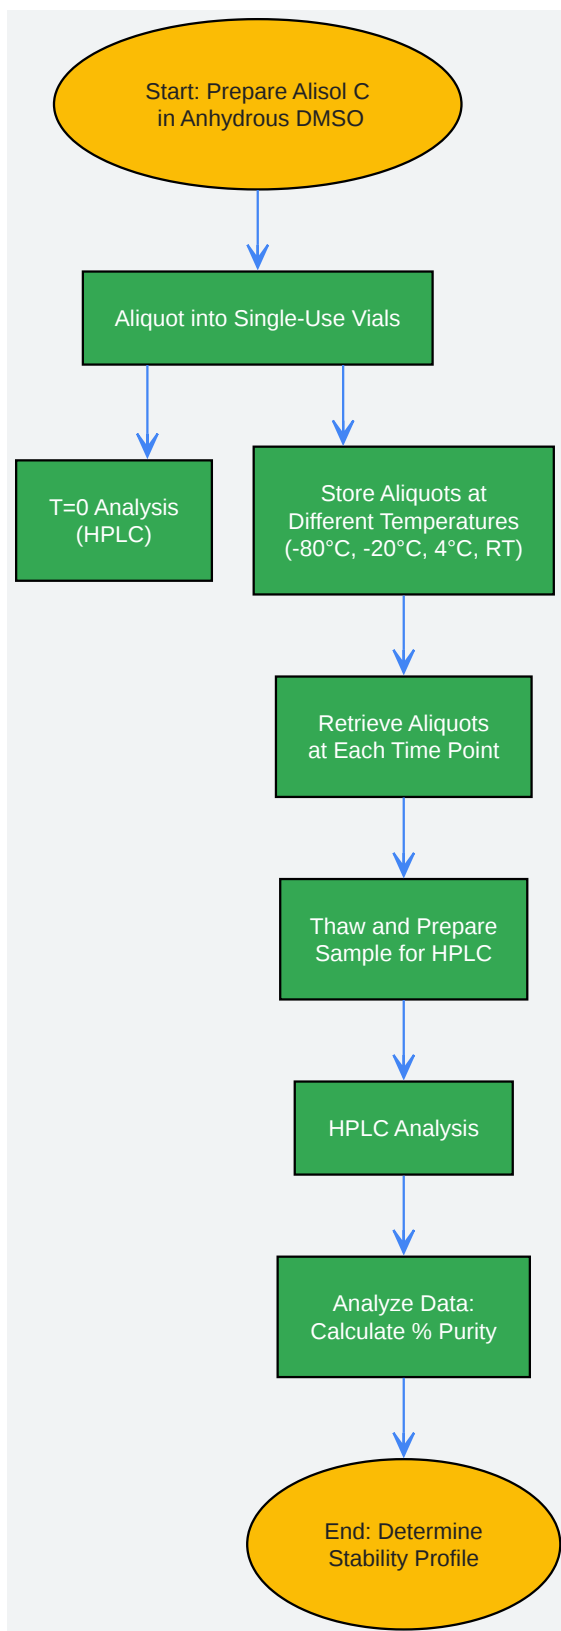 Start: Prepare Alisol C
in Anhydrous DMSO
Aliquot into Single-Use Vials
T=0 Analysis
(HPLC)
Store Aliquots at
Different Temperatures
(-80°C, -20°C, 4°C, RT)
Retrieve Aliquots
at Each Time Point
Thaw and Prepare
Sample for HPLC
HPLC Analysis
Analyze Data:
Calculate % Purity
End: Determine
Stability Profile